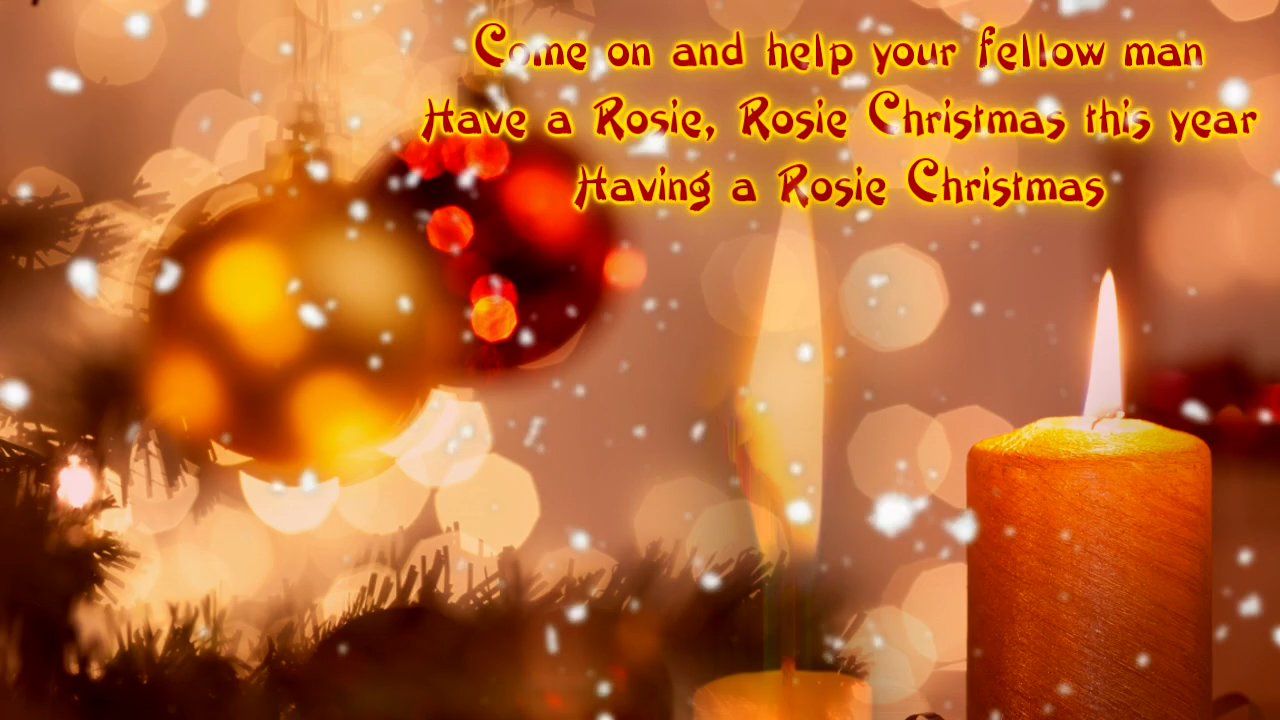 Come on and help your fellow man
Have a Rosie, Rosie Christmas this year
Having a Rosie Christmas